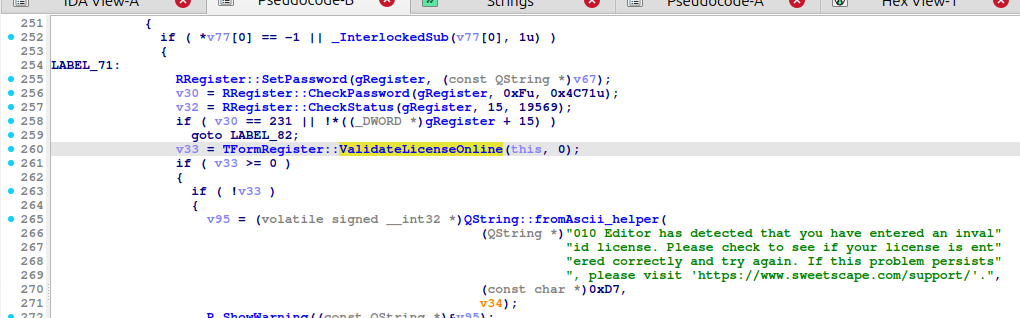 IDA View-A Pseudocode-B Strings Pseudocode-A Hex View-1
251 {
252 if ( *v77[0] == -1 || _InterlockedSub(v77[0], 1u) )
253 {
254 LABEL_71:
255 RRegister::SetPassword(gRegister, (const QString *)v67);
256 v30 = RRegister::CheckPassword(gRegister, 0xFu, 0x4C71u);
257 v32 = RRegister::CheckStatus(gRegister, 15, 19569);
258 if ( v30 == 231 || !*((_DWORD *)gRegister + 15) )
259 goto LABEL_82;
260 v33 = TFormRegister::ValidateLicenseOnline(this, 0);
261 if ( v33 >= 0 )
262 {
263 if ( !v33 )
264 {
265 v95 = (volatile signed __int32 *)QString::fromAscii_helper(
266 (QString *)"010 Editor has detected that you have entered an inval"
267 "id license. Please check to see if your license is ent"
268 "ered correctly and try again. If this problem persists"
269 ", please visit 'https://www.sweetscape.com/support/'.",
270 (const char *)0xD7,
271 v34);
272 R ShowWarning((const QString *)&v95);